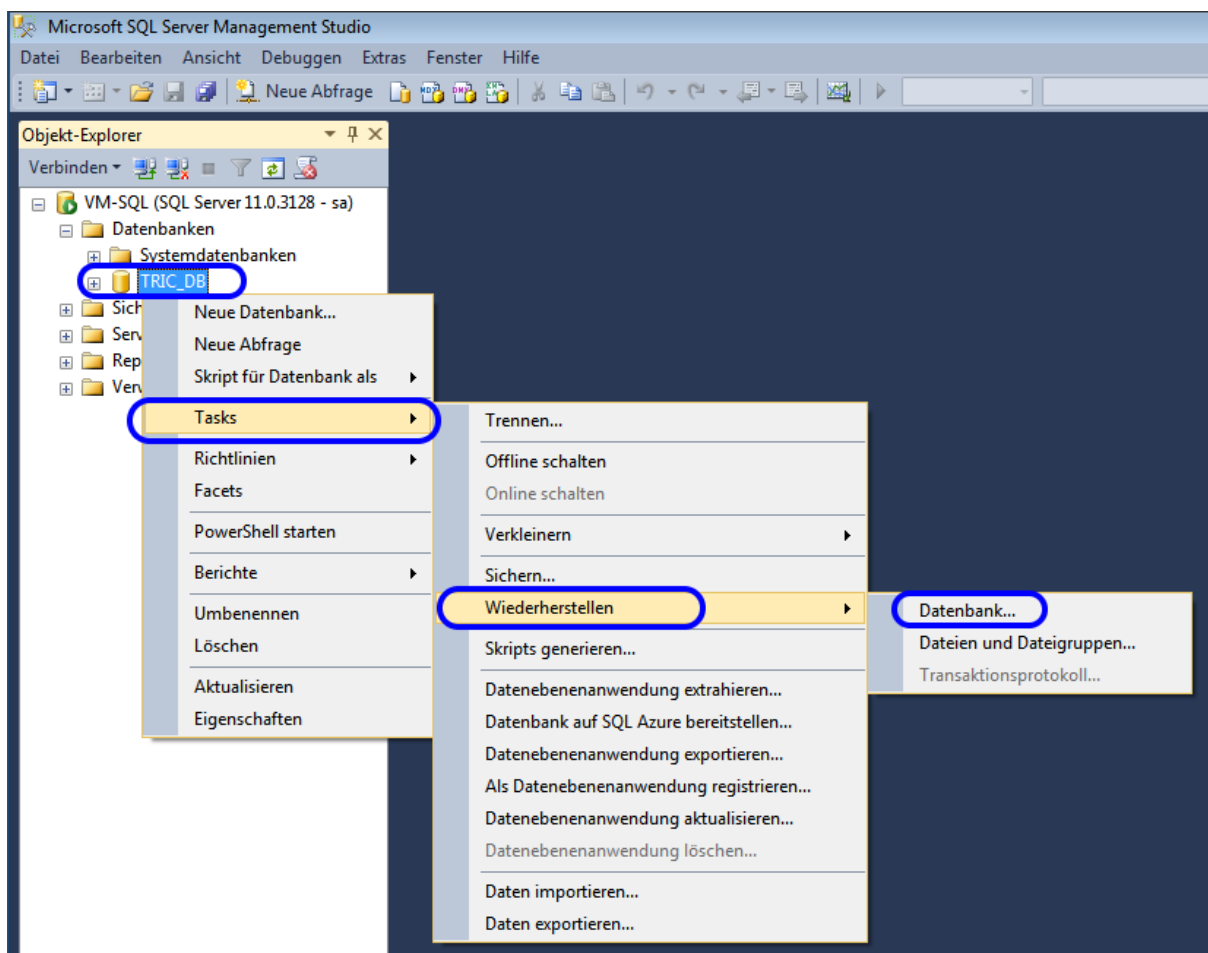 Microsoft SQL Server Management Studio
Datei Bearbeiten Ansicht Debuggen Extras Fenster Hilfe
Neue Abfrage
Objekt-Explorer
Verbinden
VM-SQL (SQL Server 11.0.3128 - sa)
Datenbanken
Systemdatenbanken
TRIC_DB
Sich
Serv
Rep
Verv
Neue Datenbank...
Neue Abfrage
Skript für Datenbank als
Tasks
Richtlinien
Facets
PowerShell starten
Berichte
Umbenennen
Löschen
Aktualisieren
Eigenschaften
Trennen...
Offline schalten
Online schalten
Verkleinern
Sichern...
Wiederherstellen
Skripts generieren...
Datenebenenanwendung extrahieren...
Datenbank auf SQL Azure bereitstellen...
Datenebenenanwendung exportieren...
Als Datenebenenanwendung registrieren...
Datenebenenanwendung aktualisieren...
Datenebenenanwendung löschen...
Daten importieren...
Daten exportieren...
Datenbank...
Dateien und Dateigruppen...
Transaktionsprotokoll...